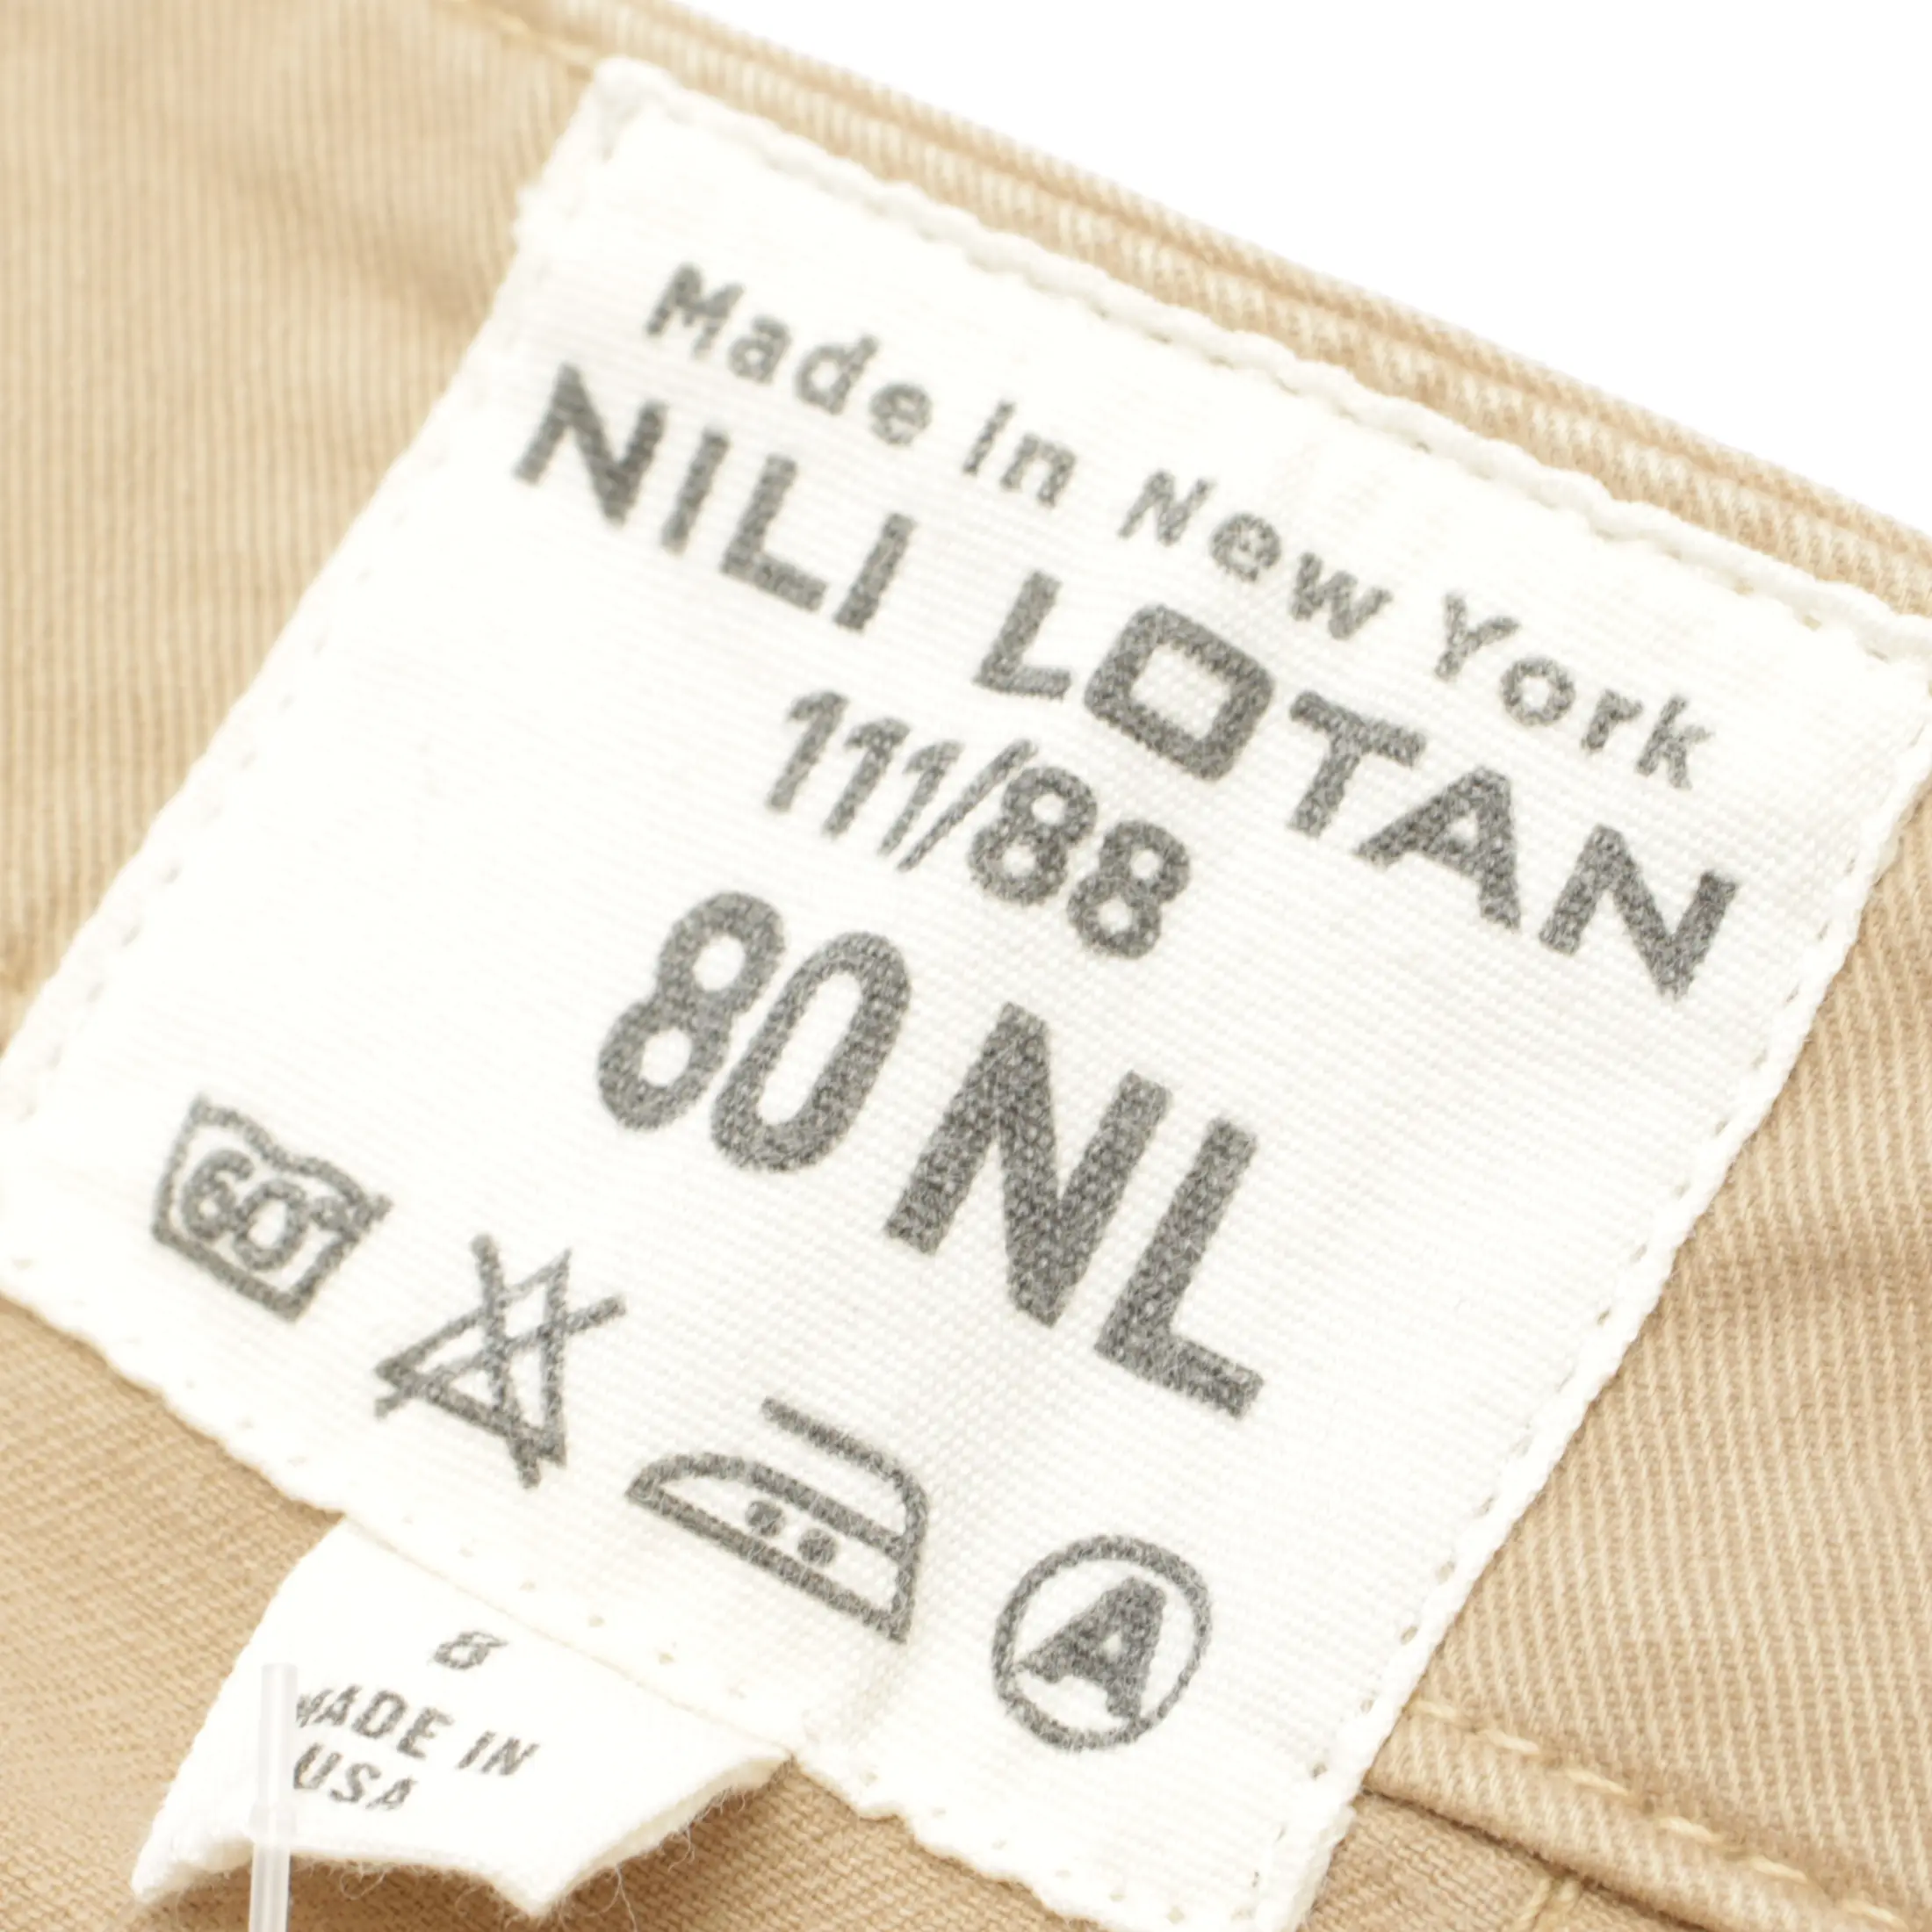 Made in New York
NILI LOTAN
111/88
80 NL
60°
A
8
MADE IN
USA